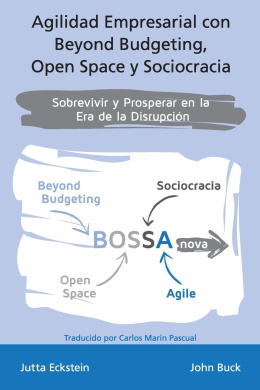 Agilidad Empresarial con
Beyond Budgeting,
Open Space y Sociocracia
Sobrevivir y Prosperar en la
Era de la Disrupción
Beyond
Budgeting
Sociocracia
BOSSA nova
Open
Space
Agile
Traducido por Carlos Marin Pascual
Jutta Eckstein
John Buck